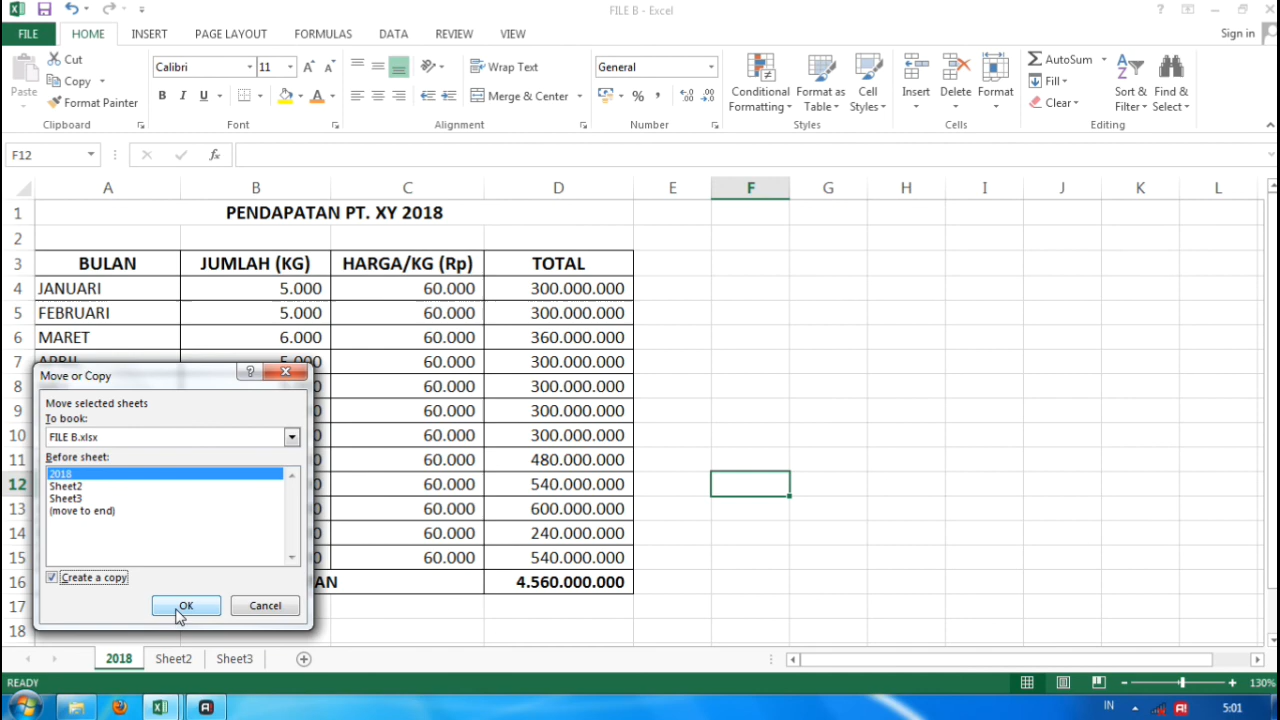 FILE B - Excel
FILE HOME INSERT PAGE LAYOUT FORMULAS DATA REVIEW VIEW Sign in
Paste
Cut
Copy
Format Painter
Clipboard
Calibri 11
B I U
Font
Wrap Text
Merge & Center
Alignment
General
%
Number
Conditional Formatting
Format as Table
Cell Styles
Styles
Insert Delete Format
Cells
AutoSum
Fill
Clear
Sort & Filter
Find & Select
Editing
F12
fx
A B C D E F G H I J K L
1 PENDAPATAN PT. XY 2018
2
3 BULAN JUMLAH (KG) HARGA/KG (Rp) TOTAL
4 JANUARI 5.000 60.000 300.000.000
5 FEBRUARI 5.000 60.000 300.000.000
6 MARET 6.000 60.000 360.000.000
7 APRIL 5.000 60.000 300.000.000
8 60.000 300.000.000
9 60.000 300.000.000
10 60.000 300.000.000
11 60.000 480.000.000
12 60.000 540.000.000
13 60.000 600.000.000
14 60.000 240.000.000
15 60.000 540.000.000
16 AN 4.560.000.000
17
18
Move or Copy
Move selected sheets
To book:
FILE B.xlsx
Before sheet:
2018
Sheet2
Sheet3
(move to end)
Create a copy
OK Cancel
2018 Sheet2 Sheet3
READY 130%
IN 5:01